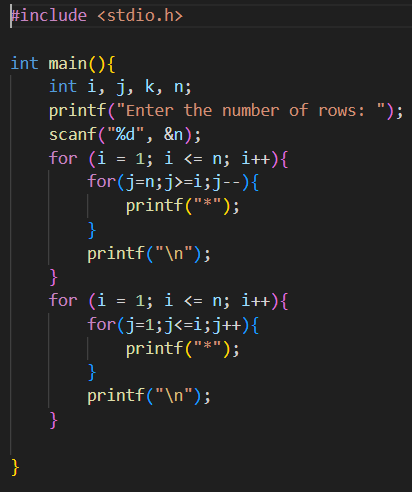 #include <stdio.h>

int main(){
    int i, j, k, n;
    printf("Enter the number of rows: ");
    scanf("%d", &n);
    for (i = 1; i <= n; i++){
        for(j=n;j>=i;j--){
            printf("*");
        }
        printf("\n");
    }
    for (i = 1; i <= n; i++){
        for(j=1;j<=i;j++){
            printf("*");
        }
        printf("\n");
    }

}